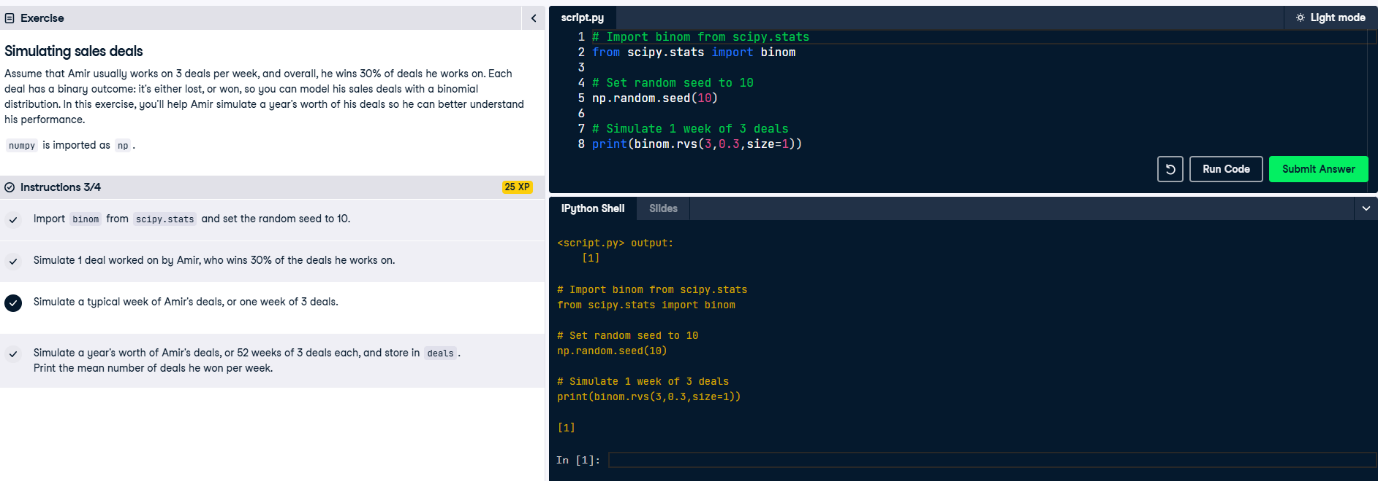 Exercise
Simulating sales deals
Assume that Amir usually works on 3 deals per week, and overall, he wins 30% of deals he works on. Each
deal has a binary outcome: it's either lost, or won, so you can model his sales deals with a binomial
distribution. In this exercise, you'll help Amir simulate a year's worth of his deals so he can better understand
his performance.
numpy is imported as np.
Instructions 3/4
25 XP
Import binom from scipy.stats and set the random seed to 10.
Simulate 1 deal worked on by Amir, who wins 30% of the deals he works on.
Simulate a typical week of Amir's deals, or one week of 3 deals.
Simulate a year's worth of Amir's deals, or 52 weeks of 3 deals each, and store in deals.
Print the mean number of deals he won per week.
script.py
Light mode
1 # Import binom from scipy.stats
2 from scipy.stats import binom
3
4 # Set random seed to 10
5 np.random.seed(10)
6
7 # Simulate 1 week of 3 deals
8 print(binom.rvs(3,0.3,size=1))
Run Code
Submit Answer
IPython Shell
Slides
<script.py> output:
[1]
# Import binom from scipy.stats
from scipy.stats import binom
# Set random seed to 10
np.random.seed(10)
# Simulate 1 week of 3 deals
print(binom.rvs(3,0.3,size=1))
[1]
In [1]: